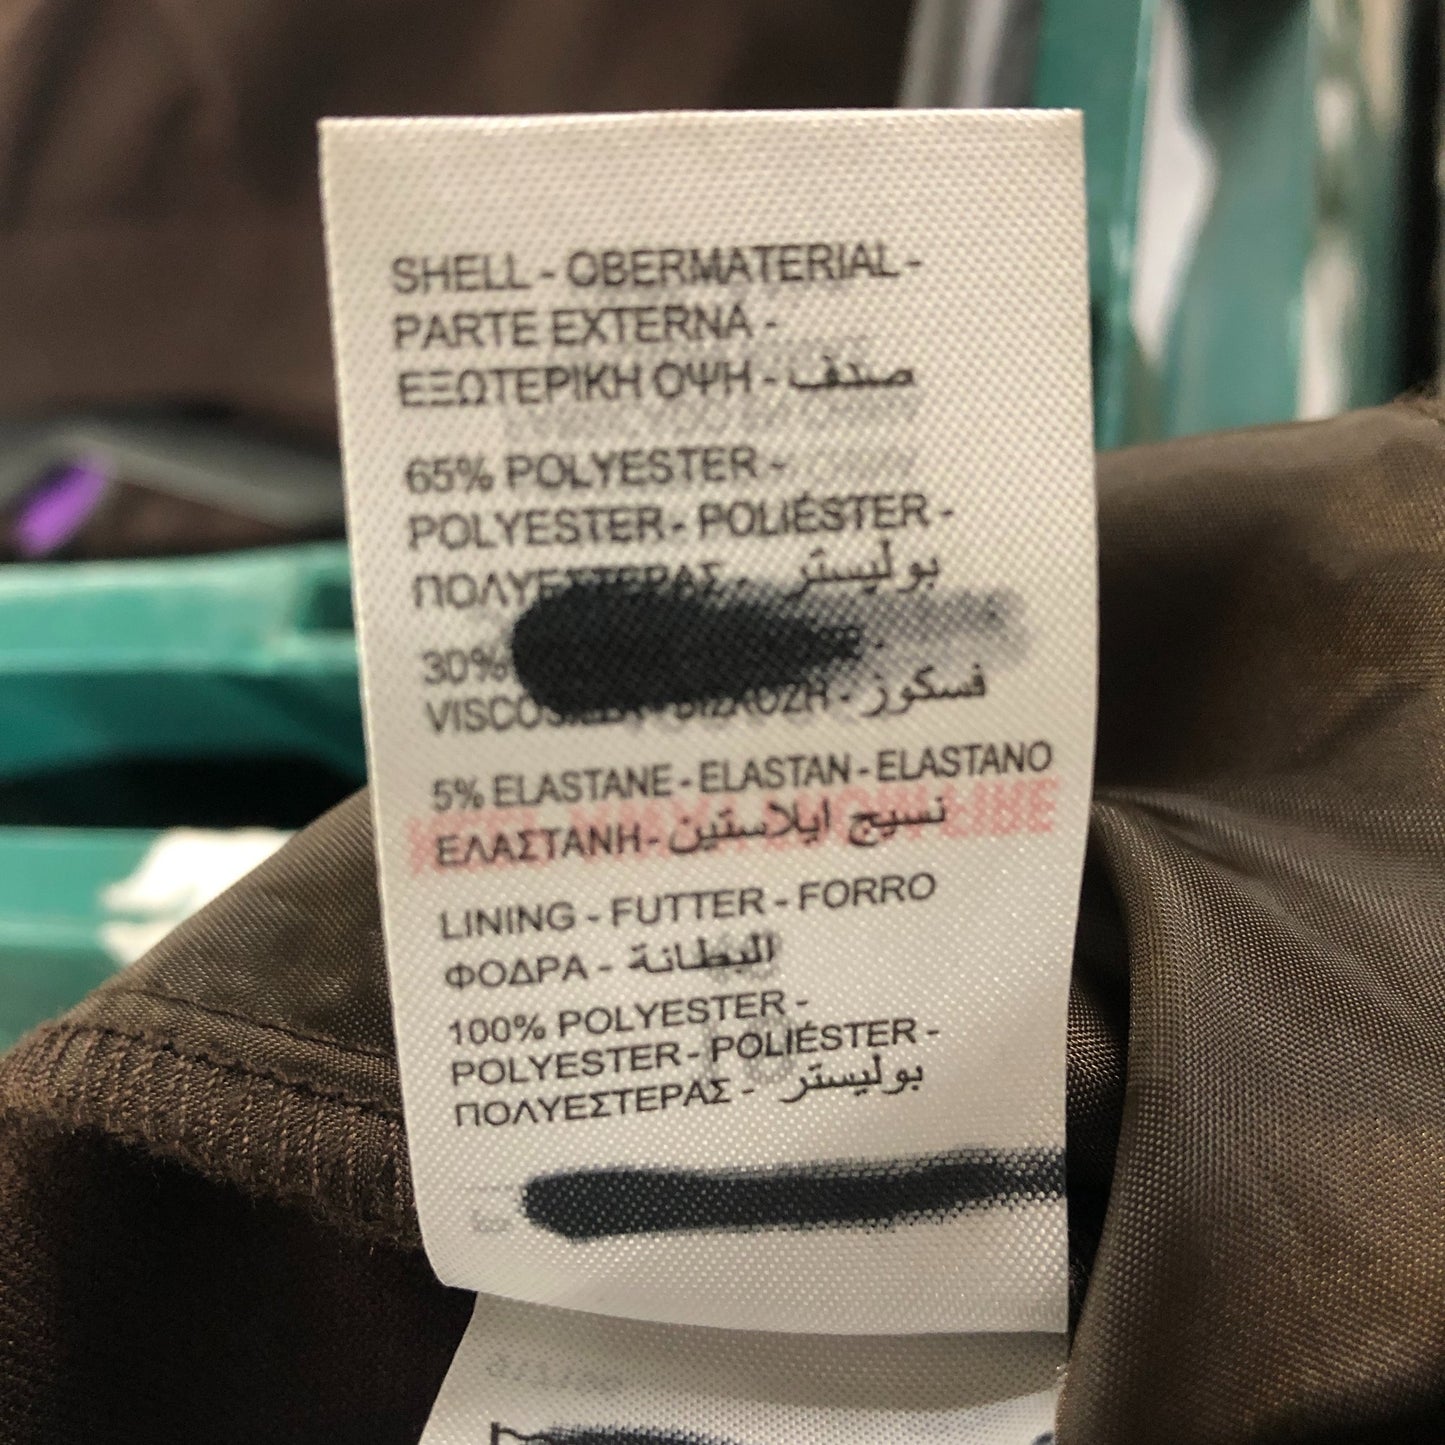 SHELL - OBERMATERIAL -
PARTE EXTERNA -
ΕΞΩΤΕΡΙΚΗ ΟΨΗ - صندف
65% POLYESTER -
POLYESTER - POLIÉSTER -
ΠΟΛΥΕΣΤΕΡΑΣ - بوليستر
30%
فسكوز
5% ELASTANE - ELASTAN - ELASTANO
ΕΛΑΣΤΑΝΗ - نسيج ايلاستين
LINING - FUTTER - FORRO
ΦΟΔΡΑ - البطانة
100% POLYESTER -
POLYESTER - POLIÉSTER -
ΠΟΛΥΕΣΤΕΡΑΣ - بوليستر